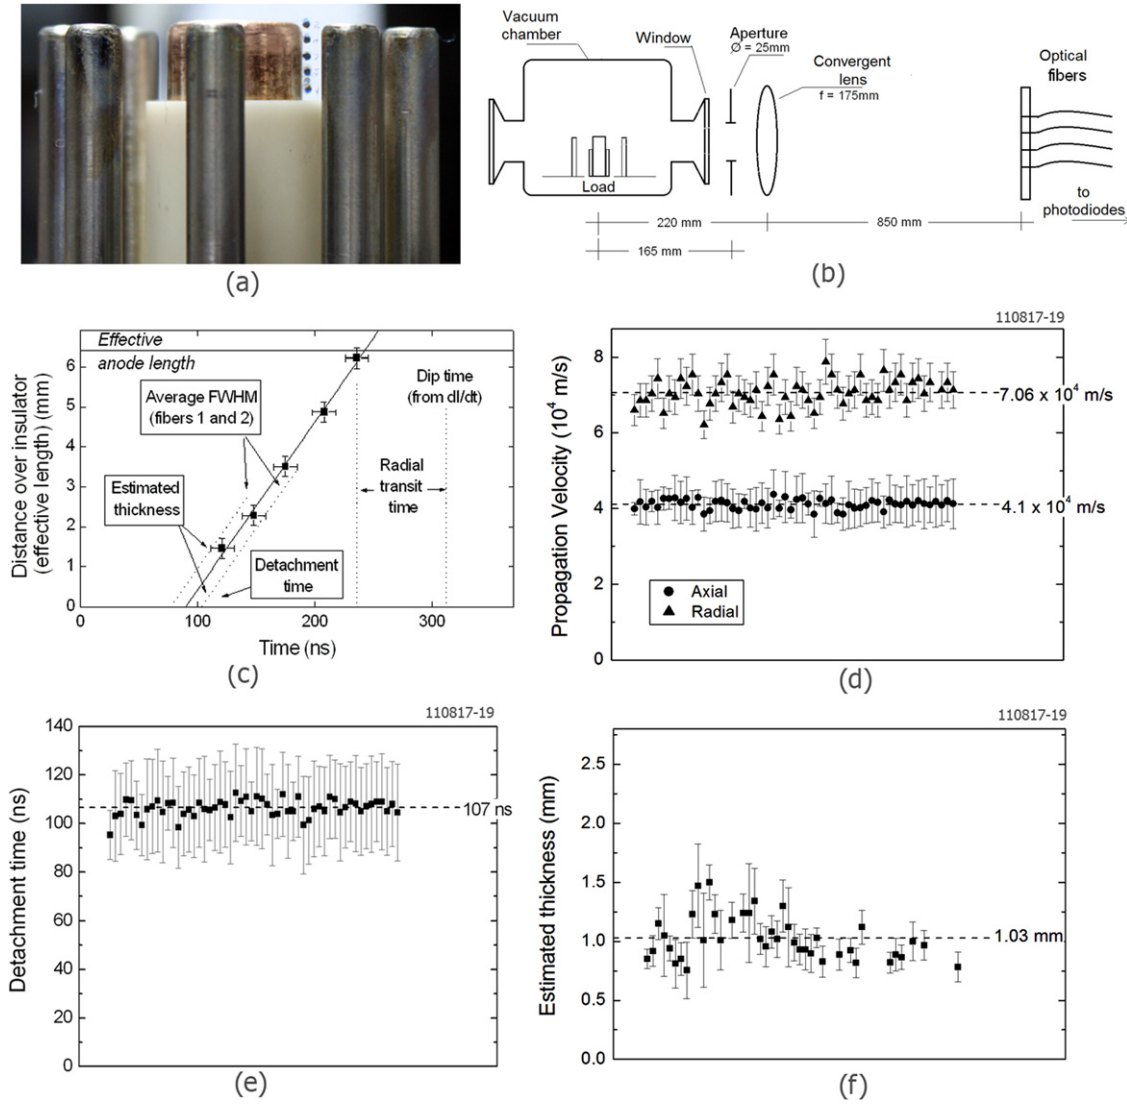 (a)
Vacuum
chamber
Window
Aperture
Ø = 25mm
Convergent
lens
f = 175mm
Optical
fibers
Load
to
photodiodes
220 mm
850 mm
165 mm
(b)
Effective
anode length
Average FWHM
(fibers 1 and 2)
Dip time
(from dI/dt)
Estimated
thickness
Radial
transit
time
Detachment
time
Distance over insulator
(effective length) (mm)
6
5
4
3
2
1
0
0
100
200
300
Time (ns)
(c)
110817-19
Propagation Velocity (10⁴ m/s)
8
6
4
2
0
7.06 x 10⁴ m/s
4.1 x 10⁴ m/s
Axial
Radial
(d)
110817-19
Detachment time (ns)
140
120
100
80
60
40
20
0
107 ns
(e)
110817-19
Estimated thickness (mm)
2.5
2.0
1.5
1.0
0.5
0.0
1.03 mm
(f)